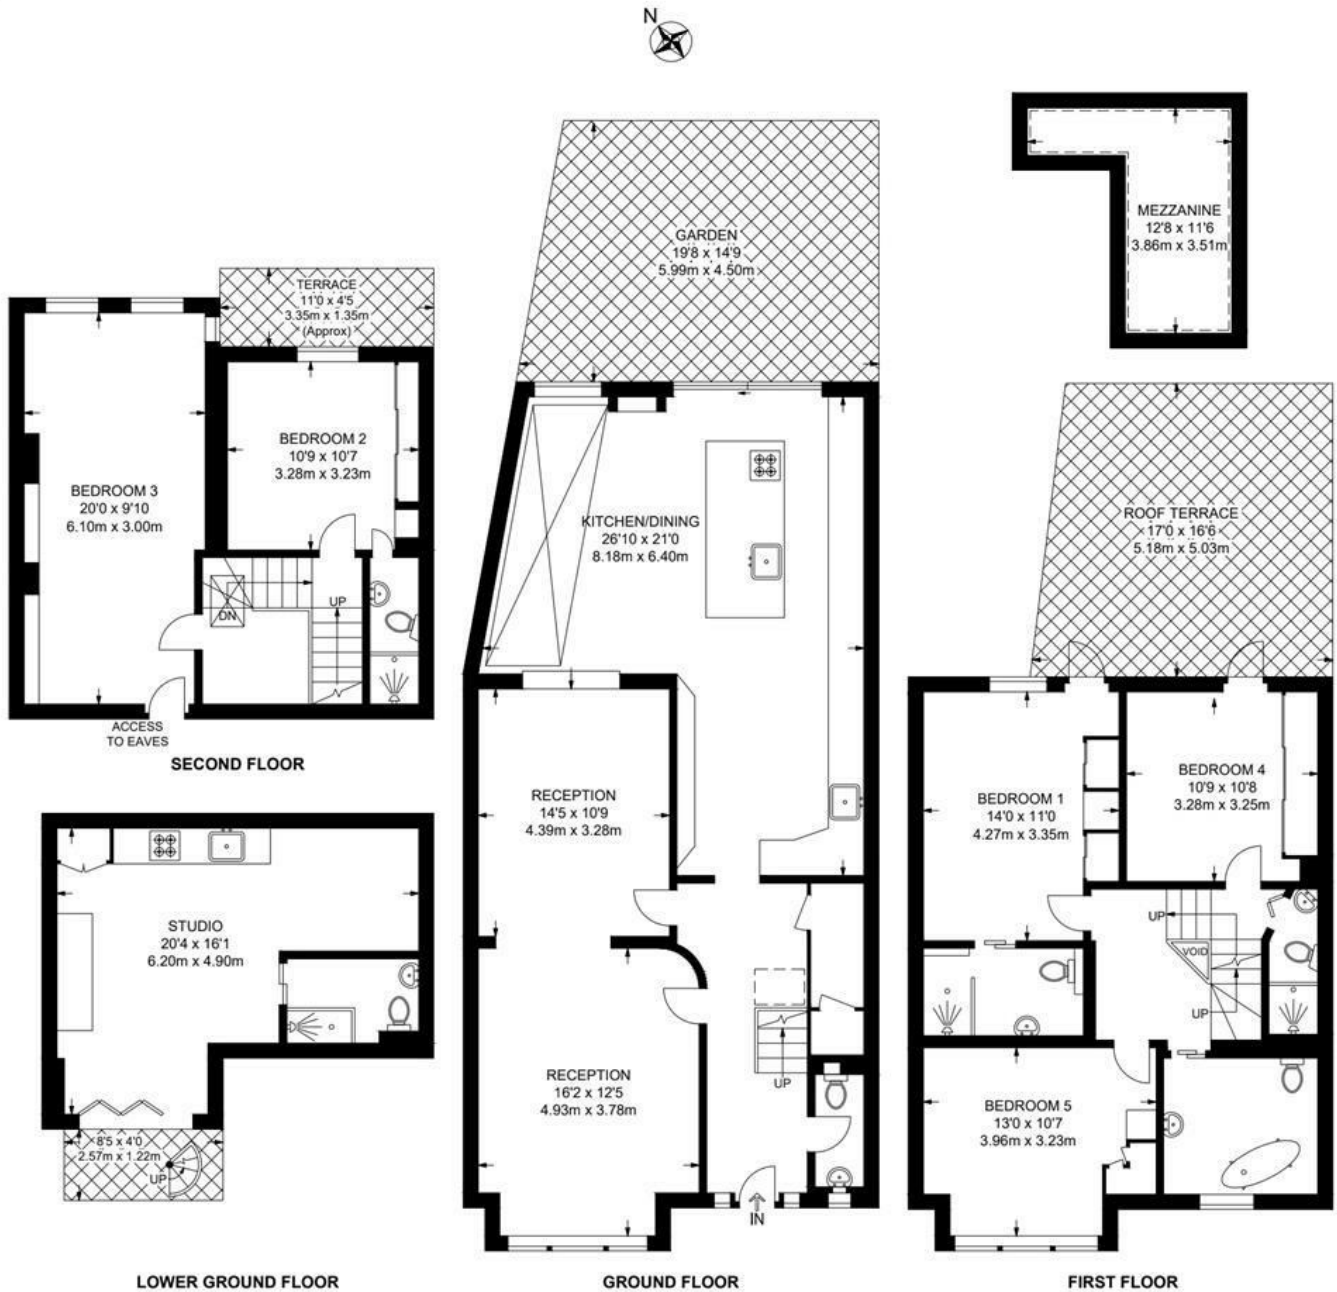 N
MEZZANINE
12'8 x 11'6
3.86m x 3.51m
GARDEN
19'8 x 14'9
5.99m x 4.50m
TERRACE
11'0 x 4'5
3.35m x 1.35m
(Approx)
BEDROOM 2
10'9 x 10'7
3.28m x 3.23m
BEDROOM 3
20'0 x 9'10
6.10m x 3.00m
UP
DN
ACCESS
TO EAVES
SECOND FLOOR
KITCHEN/DINING
26'10 x 21'0
8.18m x 6.40m
ROOF TERRACE
17'0 x 16'6
5.18m x 5.03m
RECEPTION
14'5 x 10'9
4.39m x 3.28m
BEDROOM 1
14'0 x 11'0
4.27m x 3.35m
BEDROOM 4
10'9 x 10'8
3.28m x 3.25m
UP
VOID
UP
STUDIO
20'4 x 16'1
6.20m x 4.90m
8'5 x 4'0
2.57m x 1.22m
UP
LOWER GROUND FLOOR
RECEPTION
16'2 x 12'5
4.93m x 3.78m
UP
IN
GROUND FLOOR
BEDROOM 5
13'0 x 10'7
3.96m x 3.23m
FIRST FLOOR